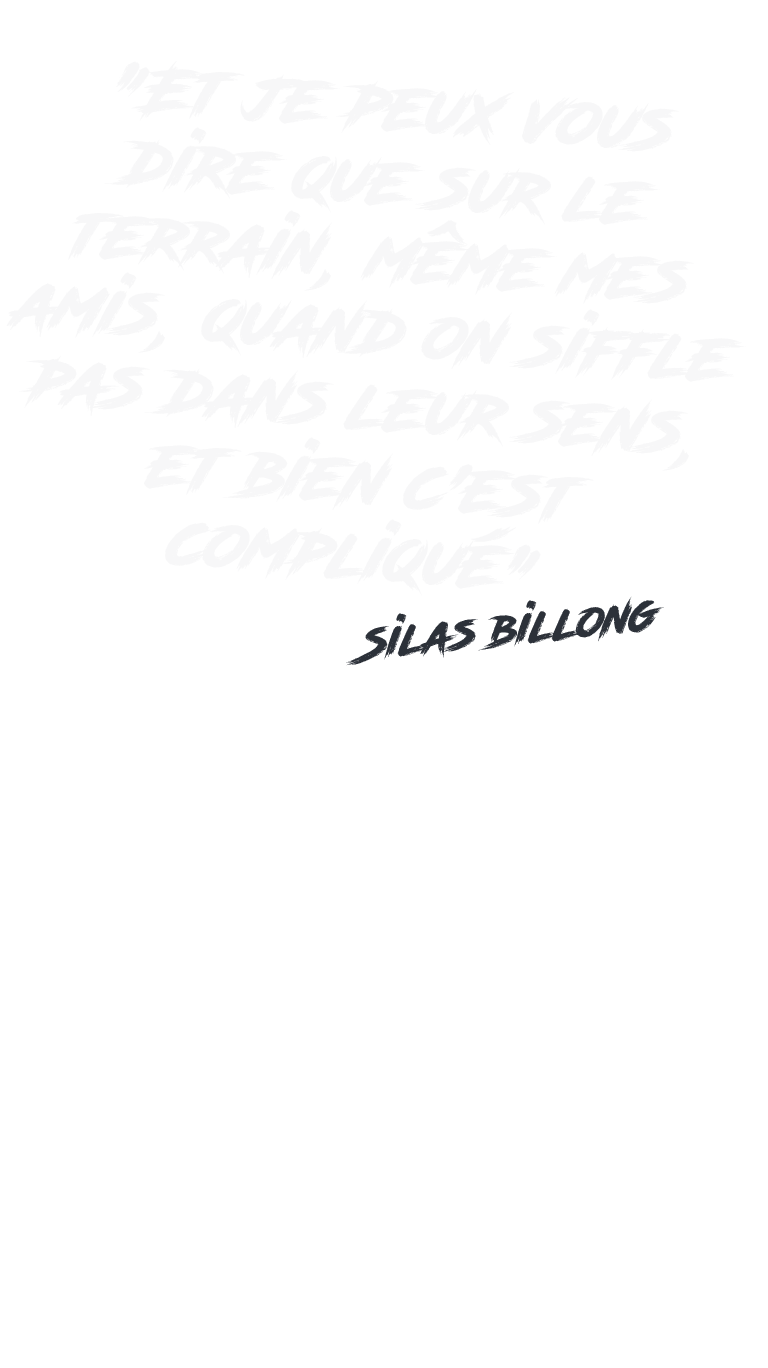 "ET JE PEUX VOUS
DIRE QUE SUR LE
TERRAIN, MÊME MES
AMIS, QUAND ON SIFFLE
PAS DANS LEUR SENS,
ET BIEN C'EST
COMPLIQUÉ"
SILAS BILLONG